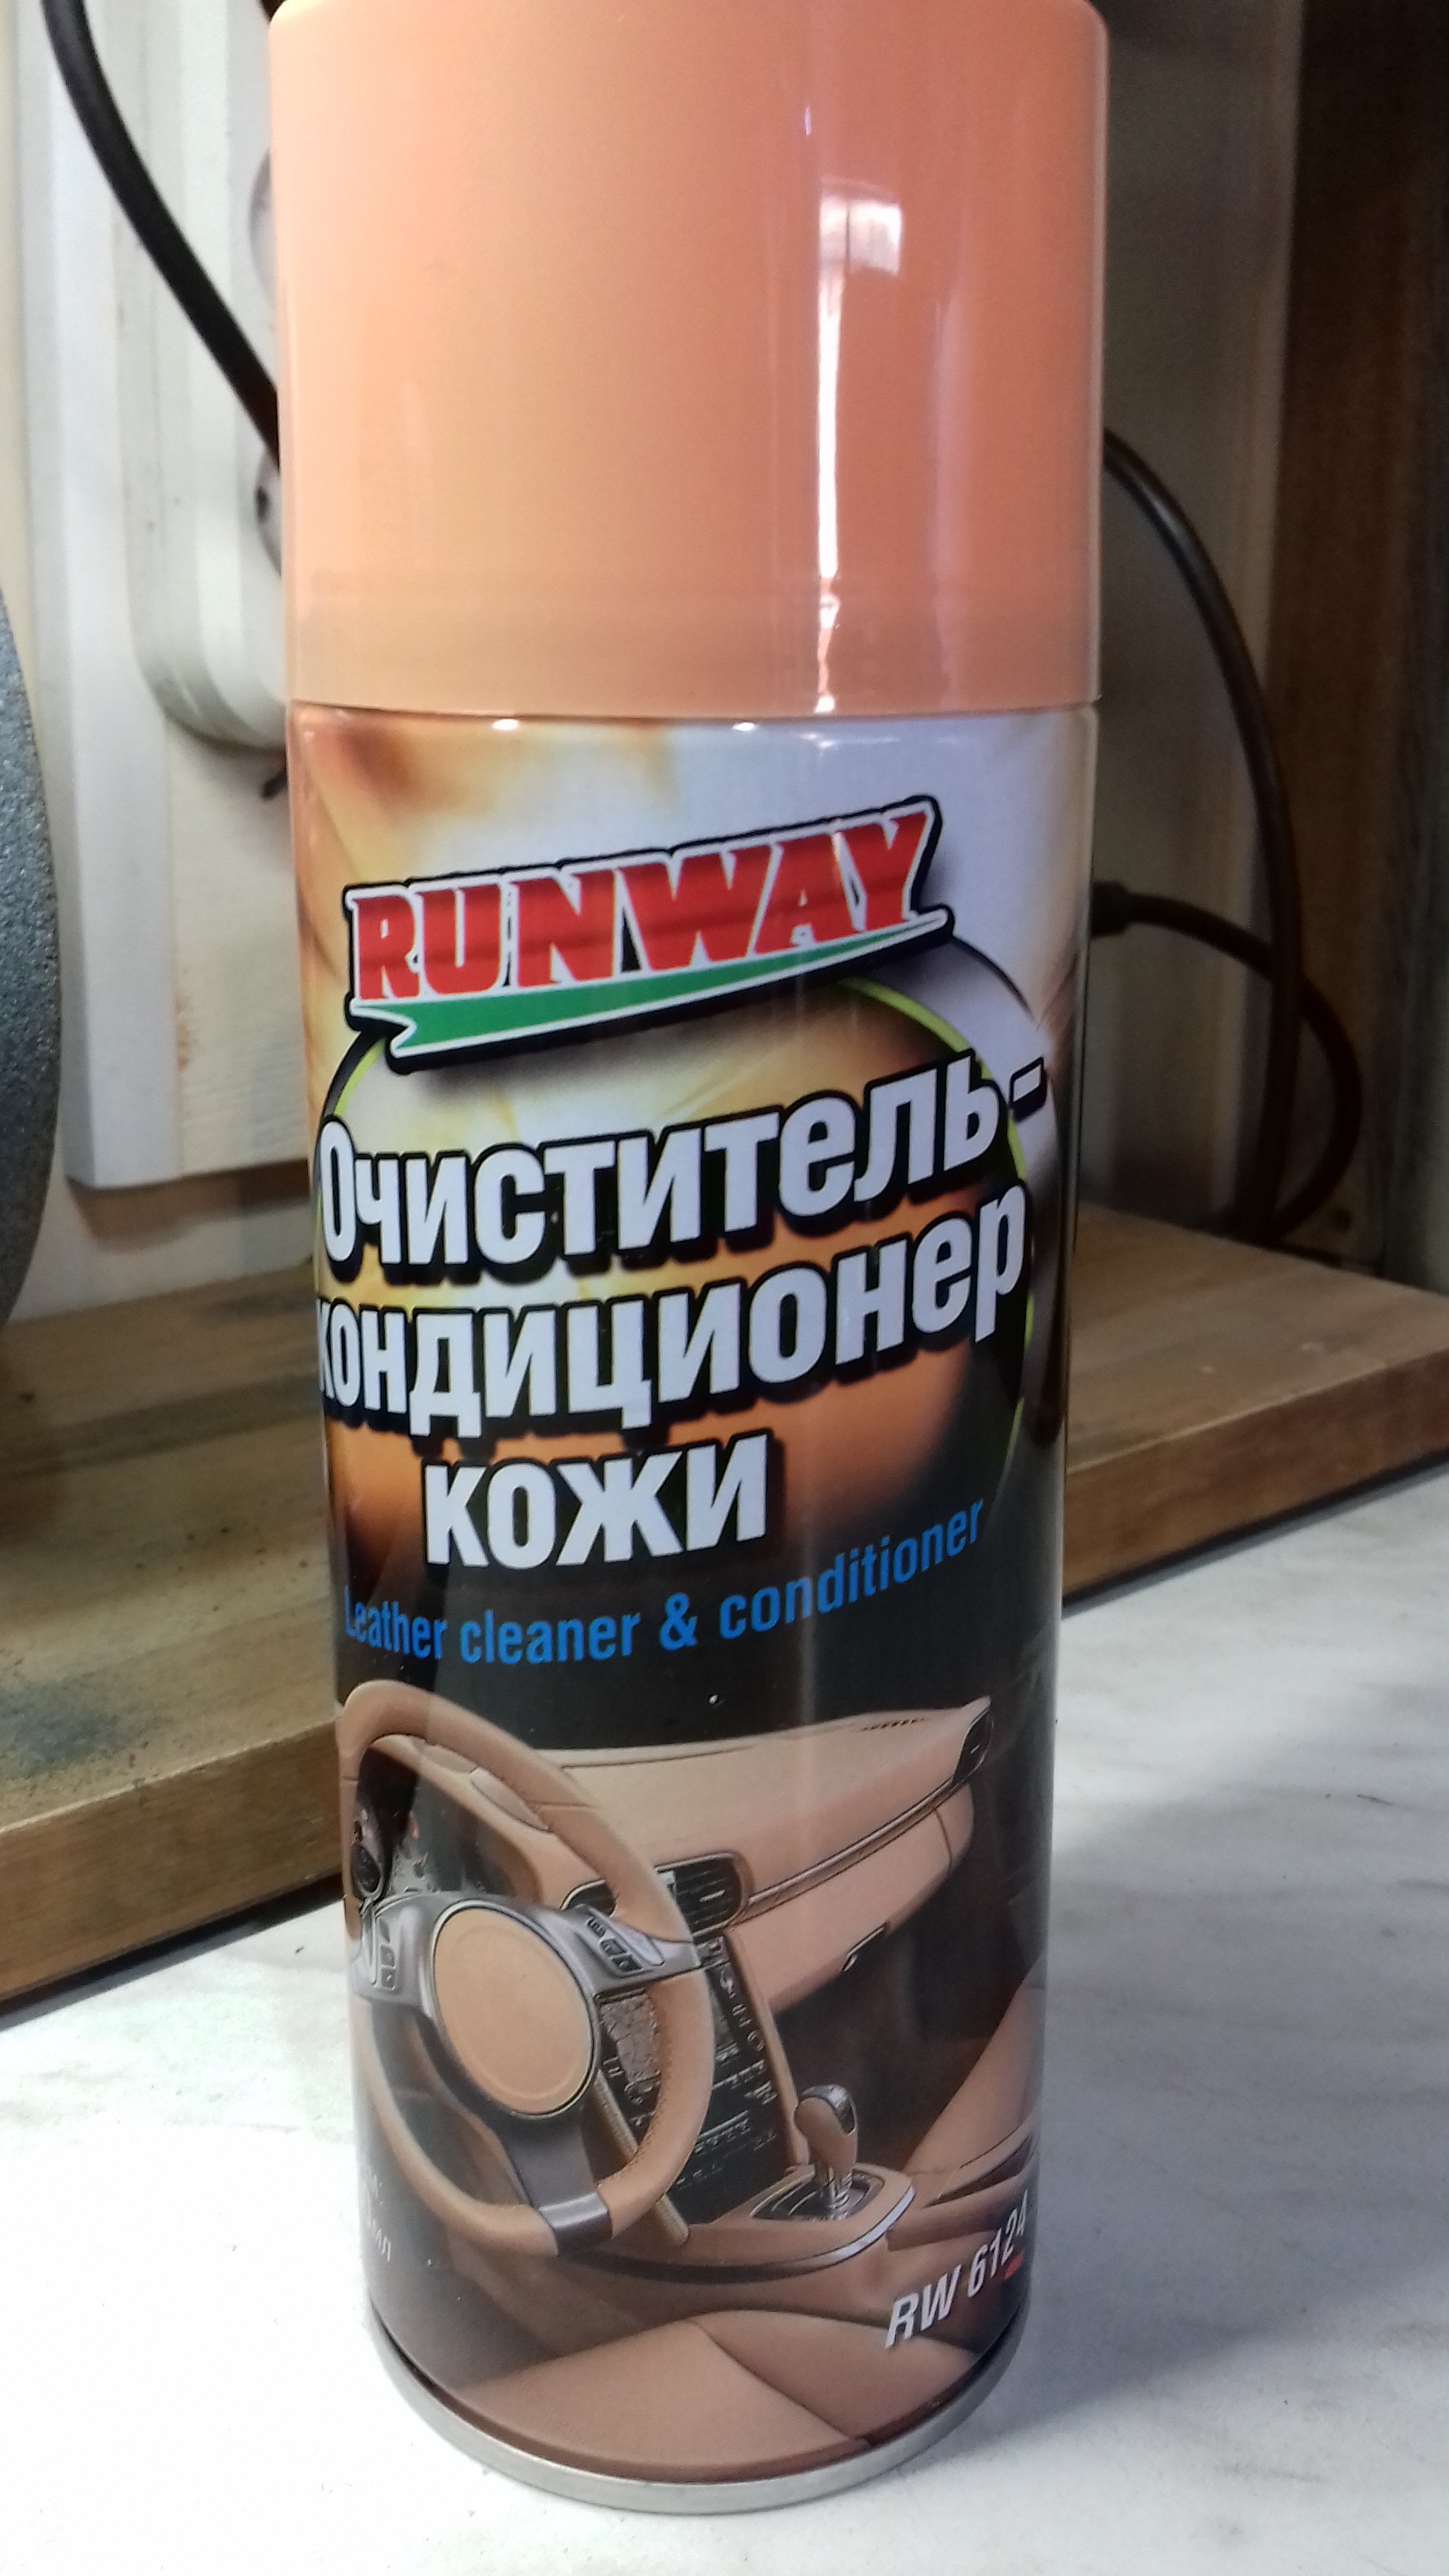 RUNWAY
Очиститель-
кондиционер
кожи
Leather cleaner & conditioner
RW 6124